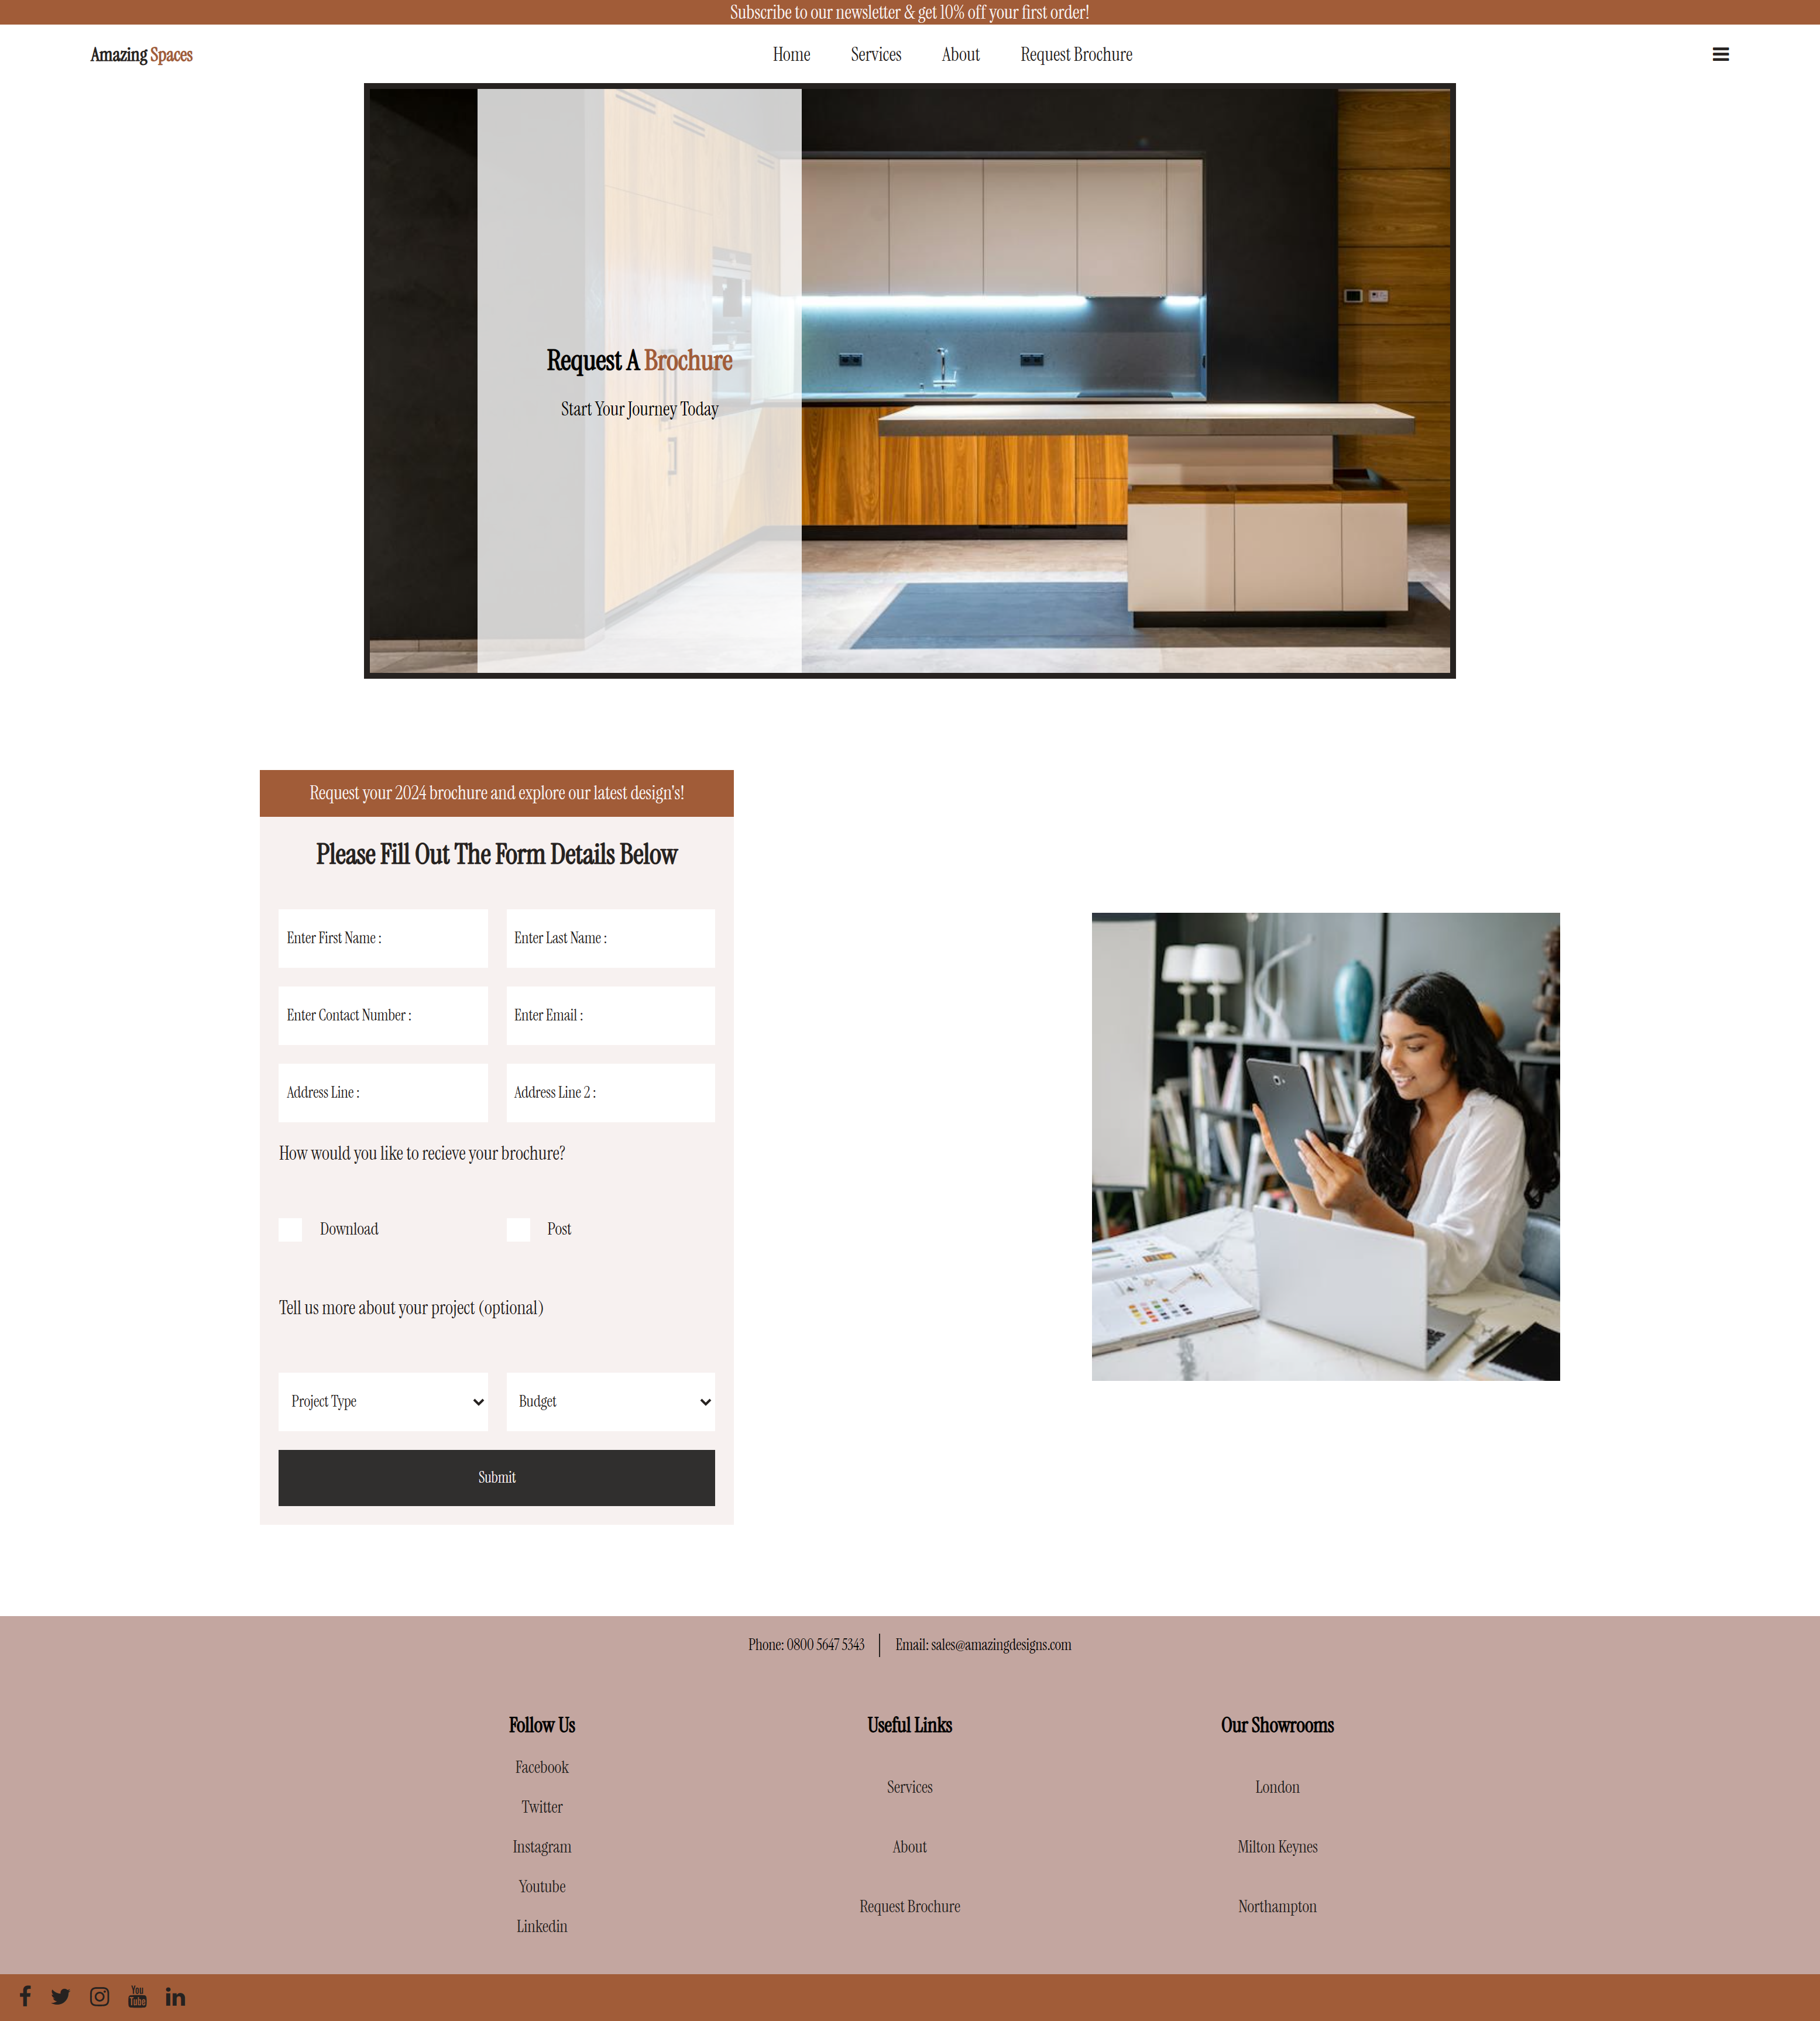 Subscribe to our newsletter & get 10% off your first order!
Amazing Spaces
Home Services About Request Brochure
Request A Brochure
Start Your Journey Today
Request your 2024 brochure and explore our latest design's!
Please Fill Out The Form Details Below
Enter First Name : Enter Last Name :
Enter Contact Number : Enter Email :
Address Line : Address Line 2 :
How would you like to recieve your brochure?
Download Post
Tell us more about your project (optional)
Project Type Budget
Submit
Phone: 0800 5647 5343 Email: sales@amazingdesigns.com
Follow Us
Facebook
Twitter
Instagram
Youtube
Linkedin
Useful Links
Services
About
Request Brochure
Our Showrooms
London
Milton Keynes
Northampton
You
Tube